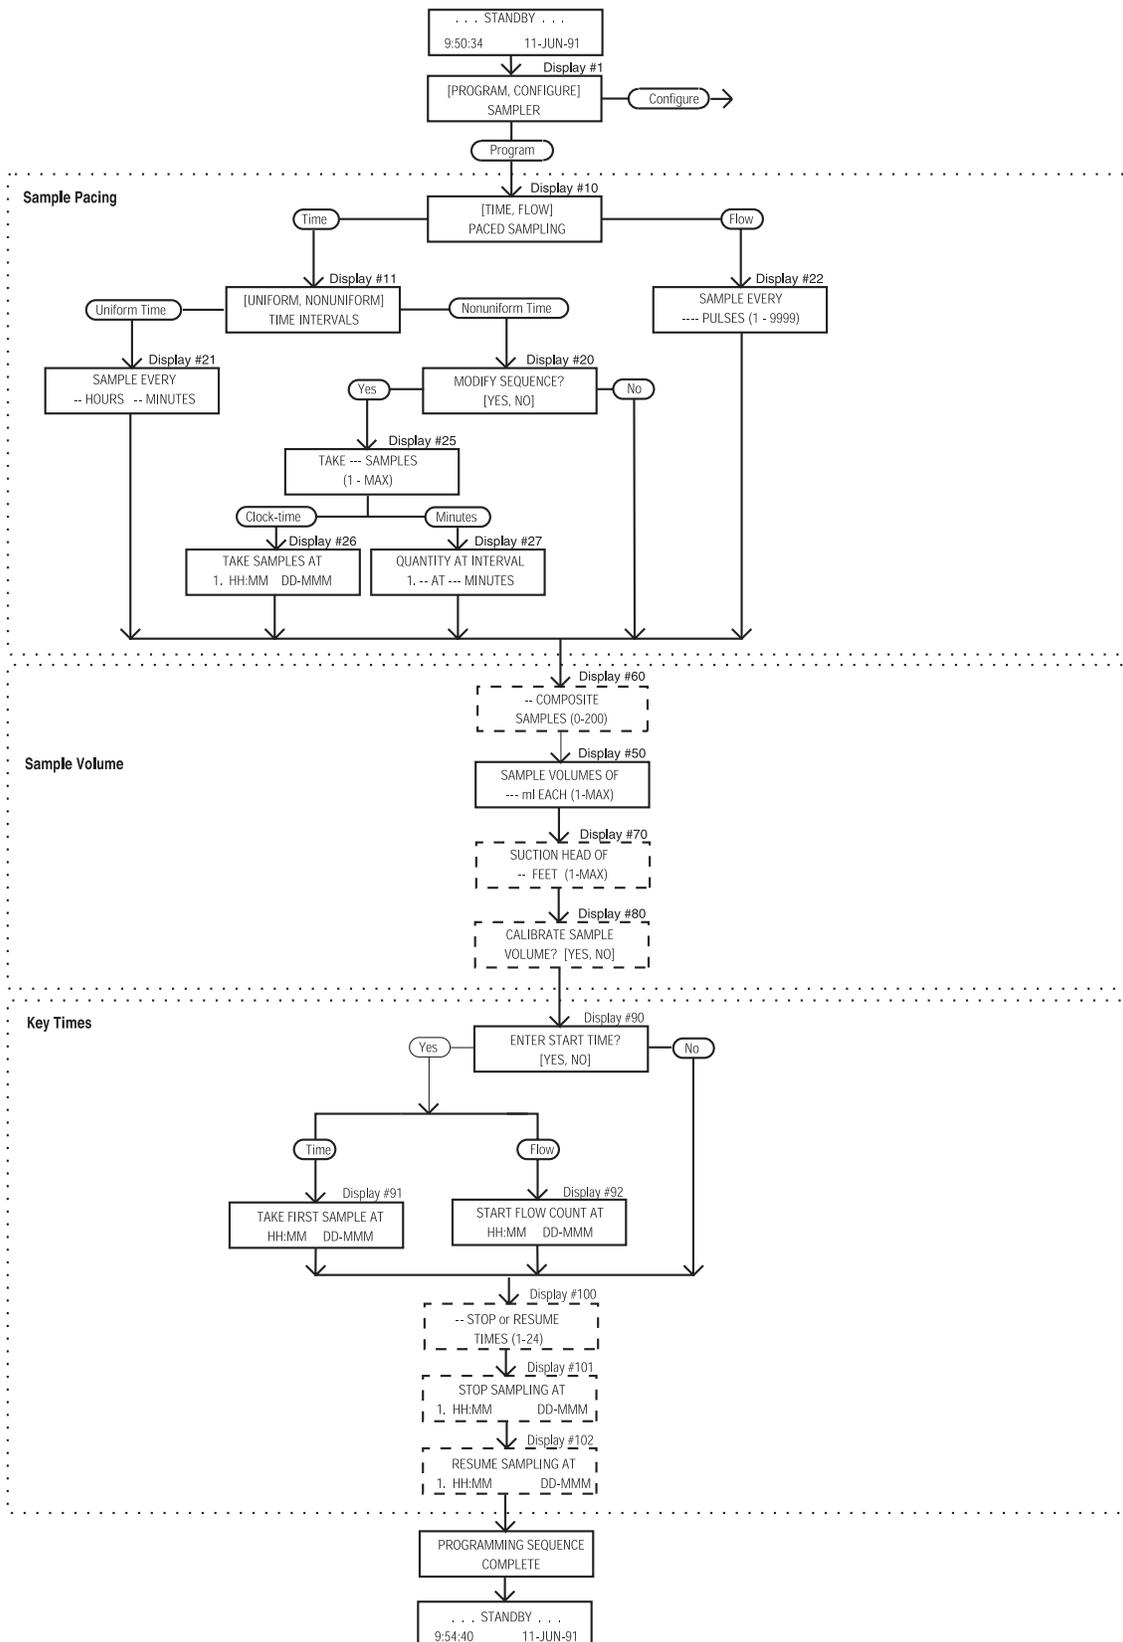 . . . STANDBY . . .
9:50:34 11-JUN-91
Display #1
[PROGRAM, CONFIGURE]
SAMPLER
Configure
Program
Sample Pacing
Display #10
[TIME, FLOW]
PACED SAMPLING
Time
Flow
Display #11
[UNIFORM, NONUNIFORM]
TIME INTERVALS
Display #22
SAMPLE EVERY
---- PULSES (1 - 9999)
Uniform Time
Nonuniform Time
Display #21
SAMPLE EVERY
-- HOURS -- MINUTES
Display #20
MODIFY SEQUENCE?
[YES, NO]
Yes
No
Display #25
TAKE --- SAMPLES
(1 - MAX)
Clock-time
Minutes
Display #26
TAKE SAMPLES AT
1. HH:MM DD-MMM
Display #27
QUANTITY AT INTERVAL
1. -- AT --- MINUTES
Sample Volume
Display #60
-- COMPOSITE
SAMPLES (0-200)
Display #50
SAMPLE VOLUMES OF
--- ml EACH (1-MAX)
Display #70
SUCTION HEAD OF
-- FEET (1-MAX)
Display #80
CALIBRATE SAMPLE
VOLUME? [YES, NO]
Key Times
Display #90
ENTER START TIME?
[YES, NO]
Yes
No
Time
Flow
Display #91
TAKE FIRST SAMPLE AT
HH:MM DD-MMM
Display #92
START FLOW COUNT AT
HH:MM DD-MMM
Display #100
-- STOP or RESUME
TIMES (1-24)
Display #101
STOP SAMPLING AT
1. HH:MM DD-MMM
Display #102
RESUME SAMPLING AT
1. HH:MM DD-MMM
PROGRAMMING SEQUENCE
COMPLETE
. . . STANDBY . . .
9:54:40 11-JUN-91